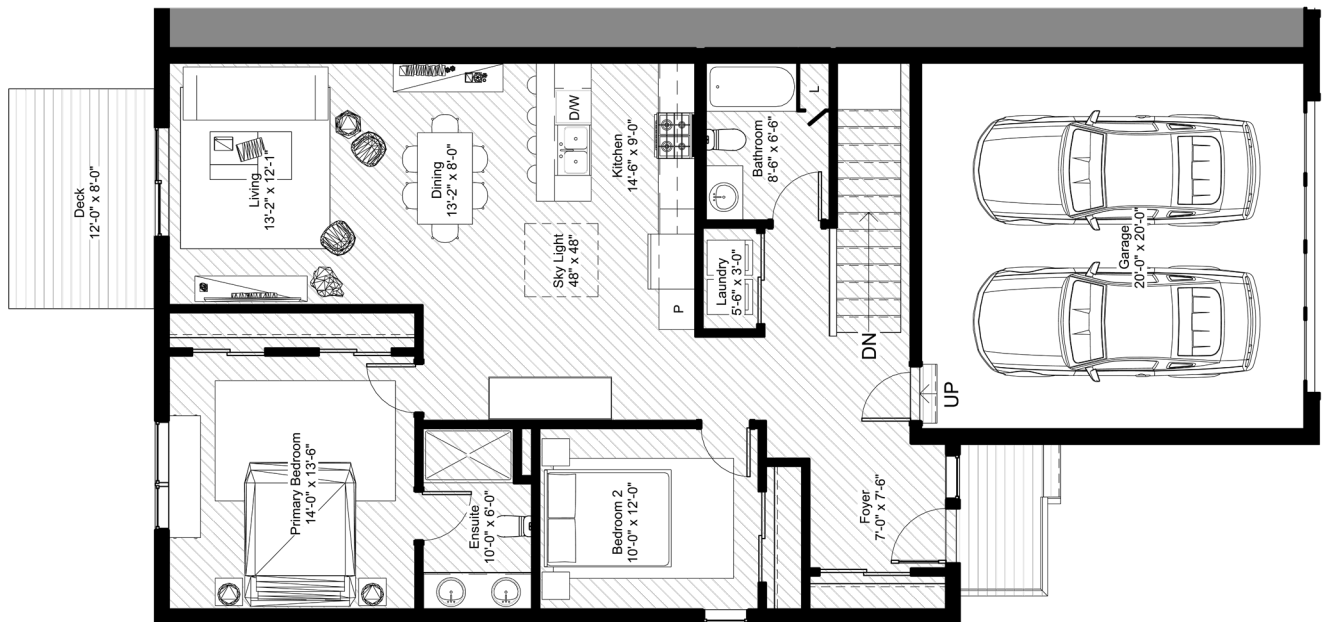 Deck
12'-0" x 8'-0"
Living
13'-2" x 12'-1"
Dining
13'-2" x 8'-0"
D/W
Kitchen
14'-6" x 9'-0"
Sky Light
48" x 48"
P
Bathroom
8'-6" x 6'-6"
L
Laundry
5'-6" x 3'-0"
DN
UP
Garage
20'-0" x 20'-0"
Primary Bedroom
14'-0" x 13'-6"
Ensuite
10'-0" x 6'-0"
Bedroom 2
10'-0" x 12'-0"
Foyer
7'-0" x 7'-6"